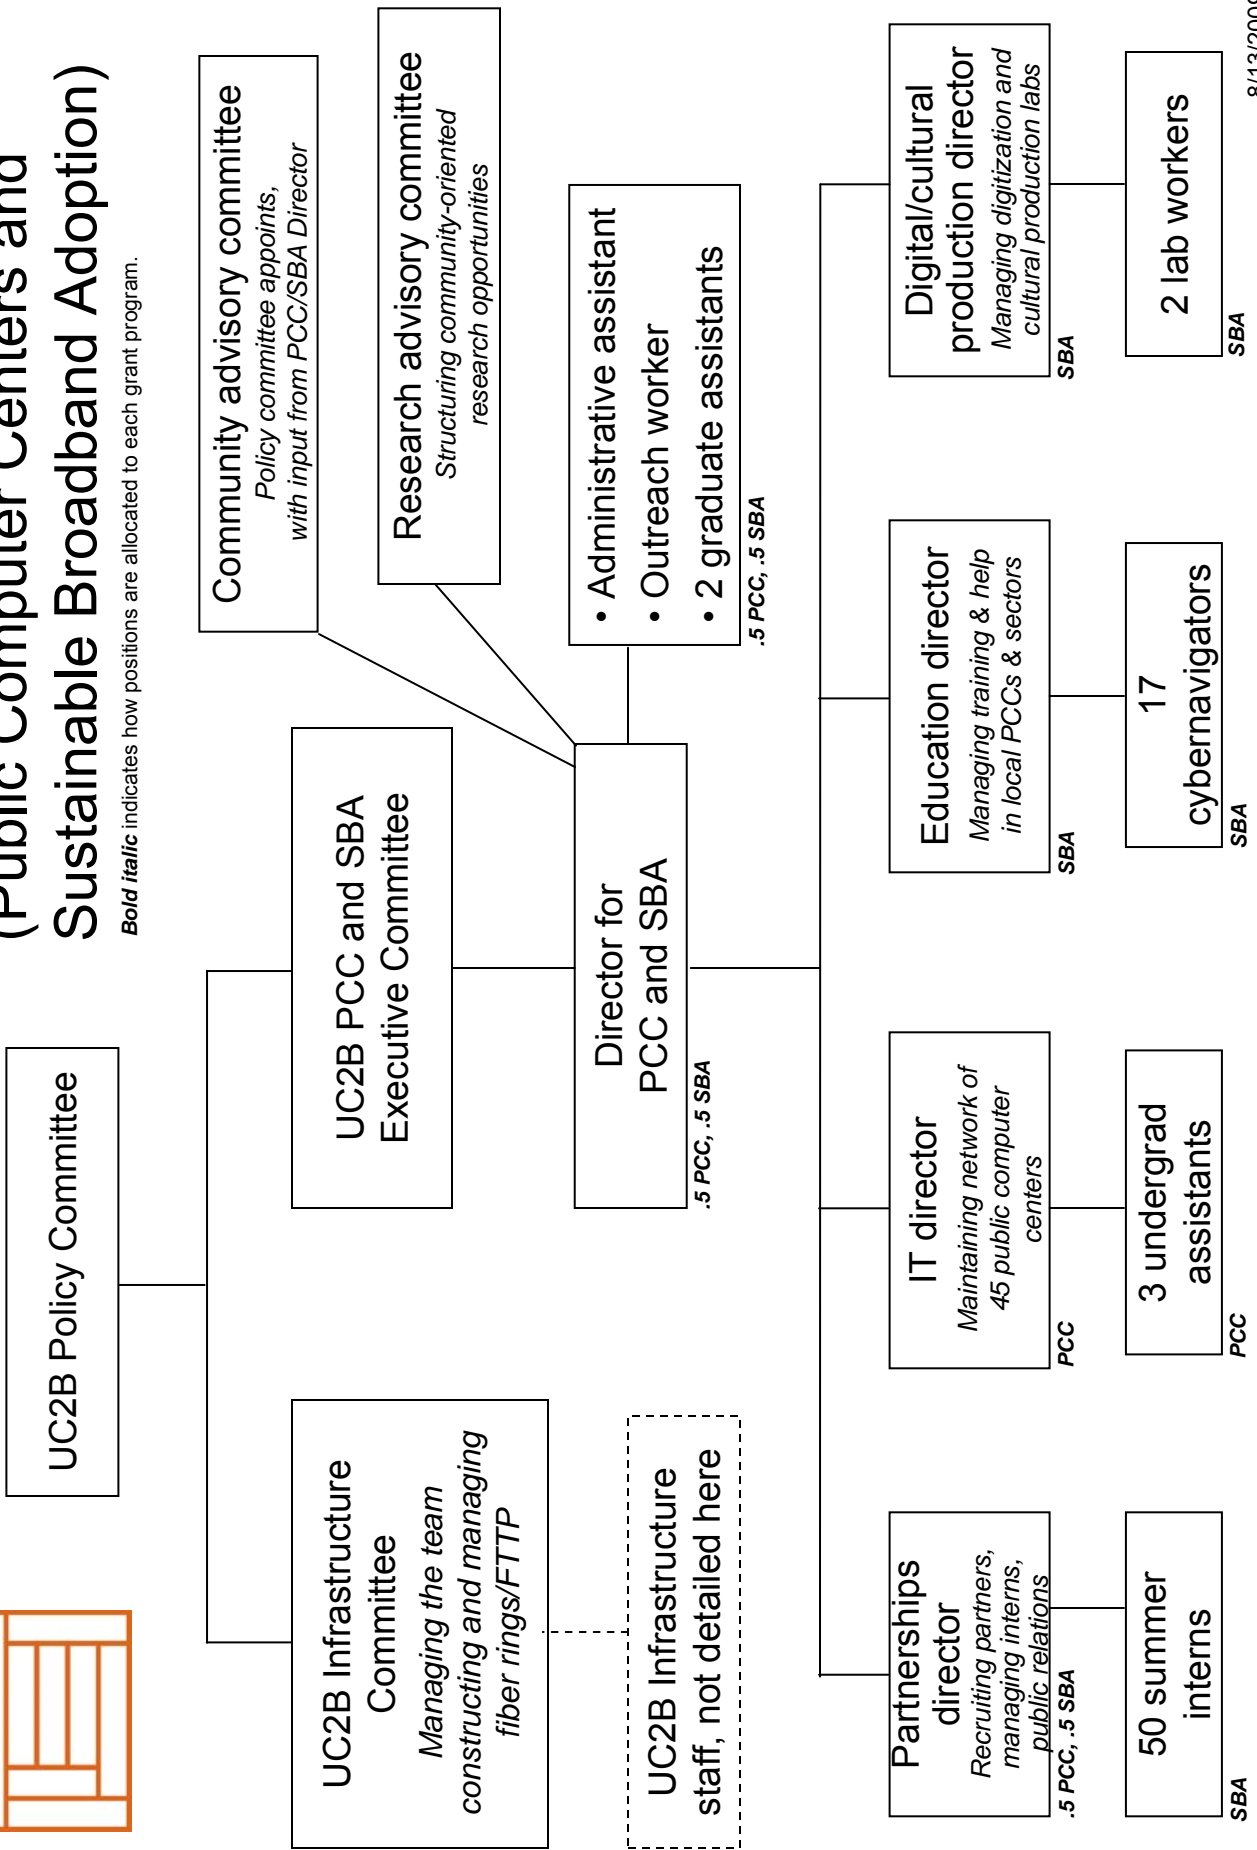 (Public Computer Centers and
Sustainable Broadband Adoption)
Bold italic indicates how positions are allocated to each grant program.
UC2B Policy Committee
UC2B Infrastructure
Committee
Managing the team
constructing and managing
fiber rings/FTTP
UC2B Infrastructure
staff, not detailed here
UC2B PCC and SBA
Executive Committee
Community advisory committee
Policy committee appoints,
with input from PCC/SBA Director
Research advisory committee
Structuring community-oriented
research opportunities
Director for
PCC and SBA
.5 PCC, .5 SBA
• Administrative assistant
• Outreach worker
• 2 graduate assistants
.5 PCC, .5 SBA
Partnerships
director
Recruiting partners,
managing interns,
public relations
.5 PCC, .5 SBA
50 summer
interns
SBA
IT director
Maintaining network of
45 public computer
centers
PCC
3 undergrad
assistants
PCC
Education director
Managing training & help
in local PCCs & sectors
SBA
17
cybernavigators
SBA
Digital/cultural
production director
Managing digitization and
cultural production labs
SBA
2 lab workers
SBA
8/13/2009